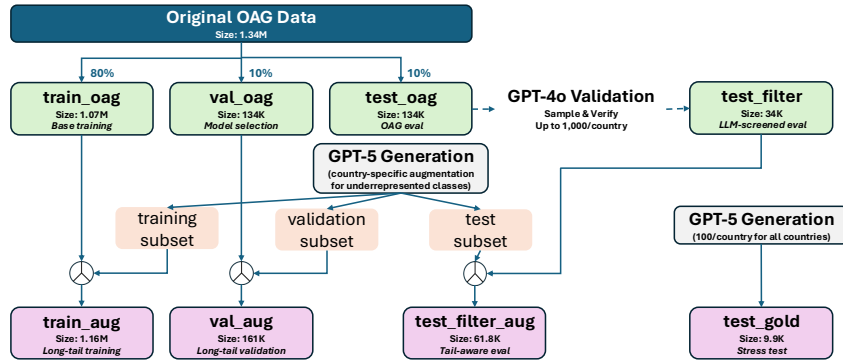 Original OAG Data
Size: 1.34M
80%
10%
10%
train_oag
Size: 1.07M
Base training
val_oag
Size: 134K
Model selection
test_oag
Size: 134K
OAG eval
GPT-4o Validation
Sample & Verify
Up to 1,000/country
test_filter
Size: 34K
LLM-screened eval
GPT-5 Generation
(country-specific augmentation
for underrepresented classes)
training
subset
validation
subset
test
subset
GPT-5 Generation
(100/country for all countries)
train_aug
Size: 1.16M
Long-tail training
val_aug
Size: 161K
Long-tail validation
test_filter_aug
Size: 61.8K
Tail-aware eval
test_gold
Size: 9.9K
Stress test